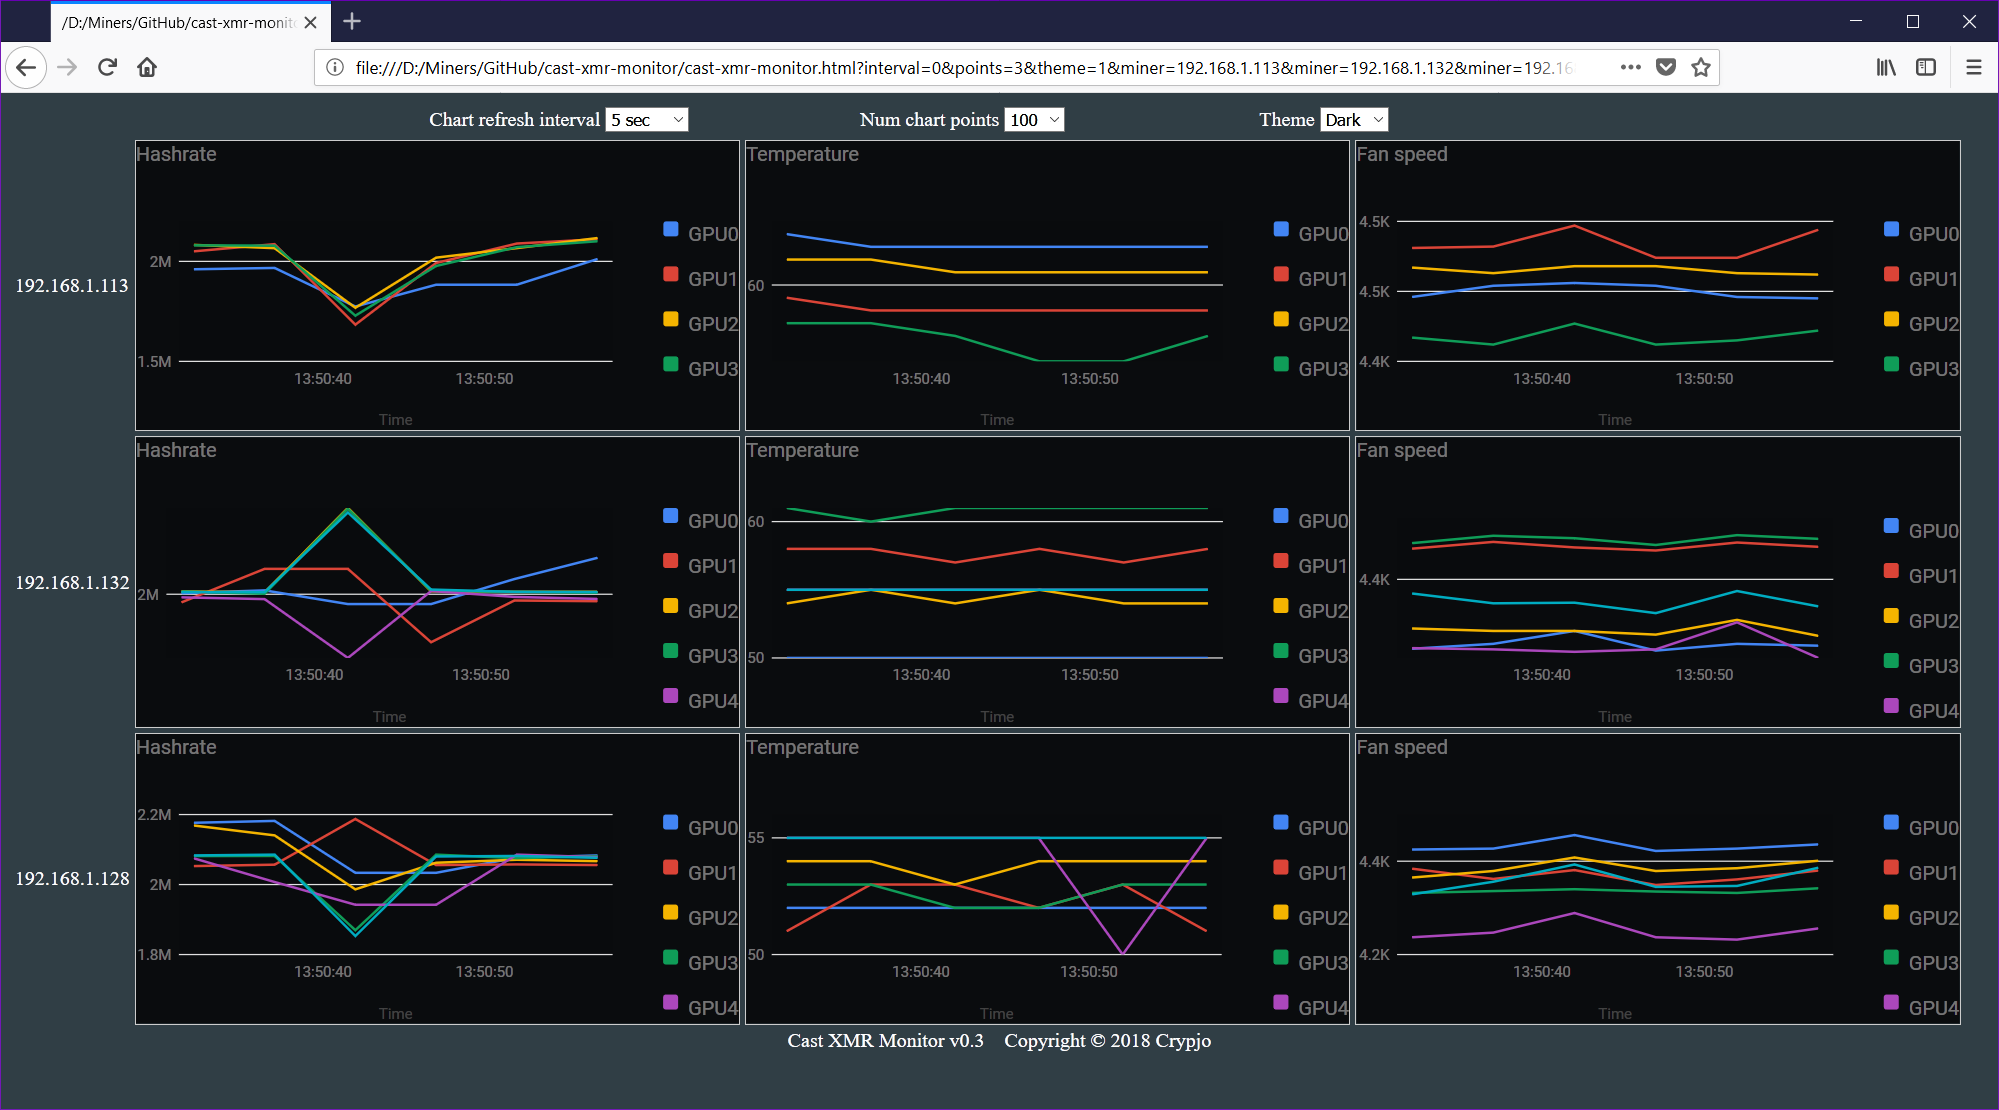 /D:/Miners/GitHub/cast-xmr-monito
file:///D:/Miners/GitHub/cast-xmr-monitor/cast-xmr-monitor.html?interval=0&points=3&theme=1&miner=192.168.1.113&miner=192.168.1.132&miner=192.16
Chart refresh interval 5 sec Num chart points 100 Theme Dark
192.168.1.113
Hashrate
2M
1.5M
13:50:40 13:50:50
Time
GPU0
GPU1
GPU2
GPU3
Temperature
60
13:50:40 13:50:50
Time
GPU0
GPU1
GPU2
GPU3
Fan speed
4.5K
4.5K
4.4K
13:50:40 13:50:50
Time
GPU0
GPU1
GPU2
GPU3
192.168.1.132
Hashrate
2M
13:50:40 13:50:50
Time
GPU0
GPU1
GPU2
GPU3
GPU4
Temperature
60
50
13:50:40 13:50:50
Time
GPU0
GPU1
GPU2
GPU3
GPU4
Fan speed
4.4K
13:50:40 13:50:50
Time
GPU0
GPU1
GPU2
GPU3
GPU4
192.168.1.128
Hashrate
2.2M
2M
1.8M
13:50:40 13:50:50
Time
GPU0
GPU1
GPU2
GPU3
GPU4
Temperature
55
50
13:50:40 13:50:50
Time
GPU0
GPU1
GPU2
GPU3
GPU4
Fan speed
4.4K
4.2K
13:50:40 13:50:50
Time
GPU0
GPU1
GPU2
GPU3
GPU4
Cast XMR Monitor v0.3 Copyright © 2018 Crypjo